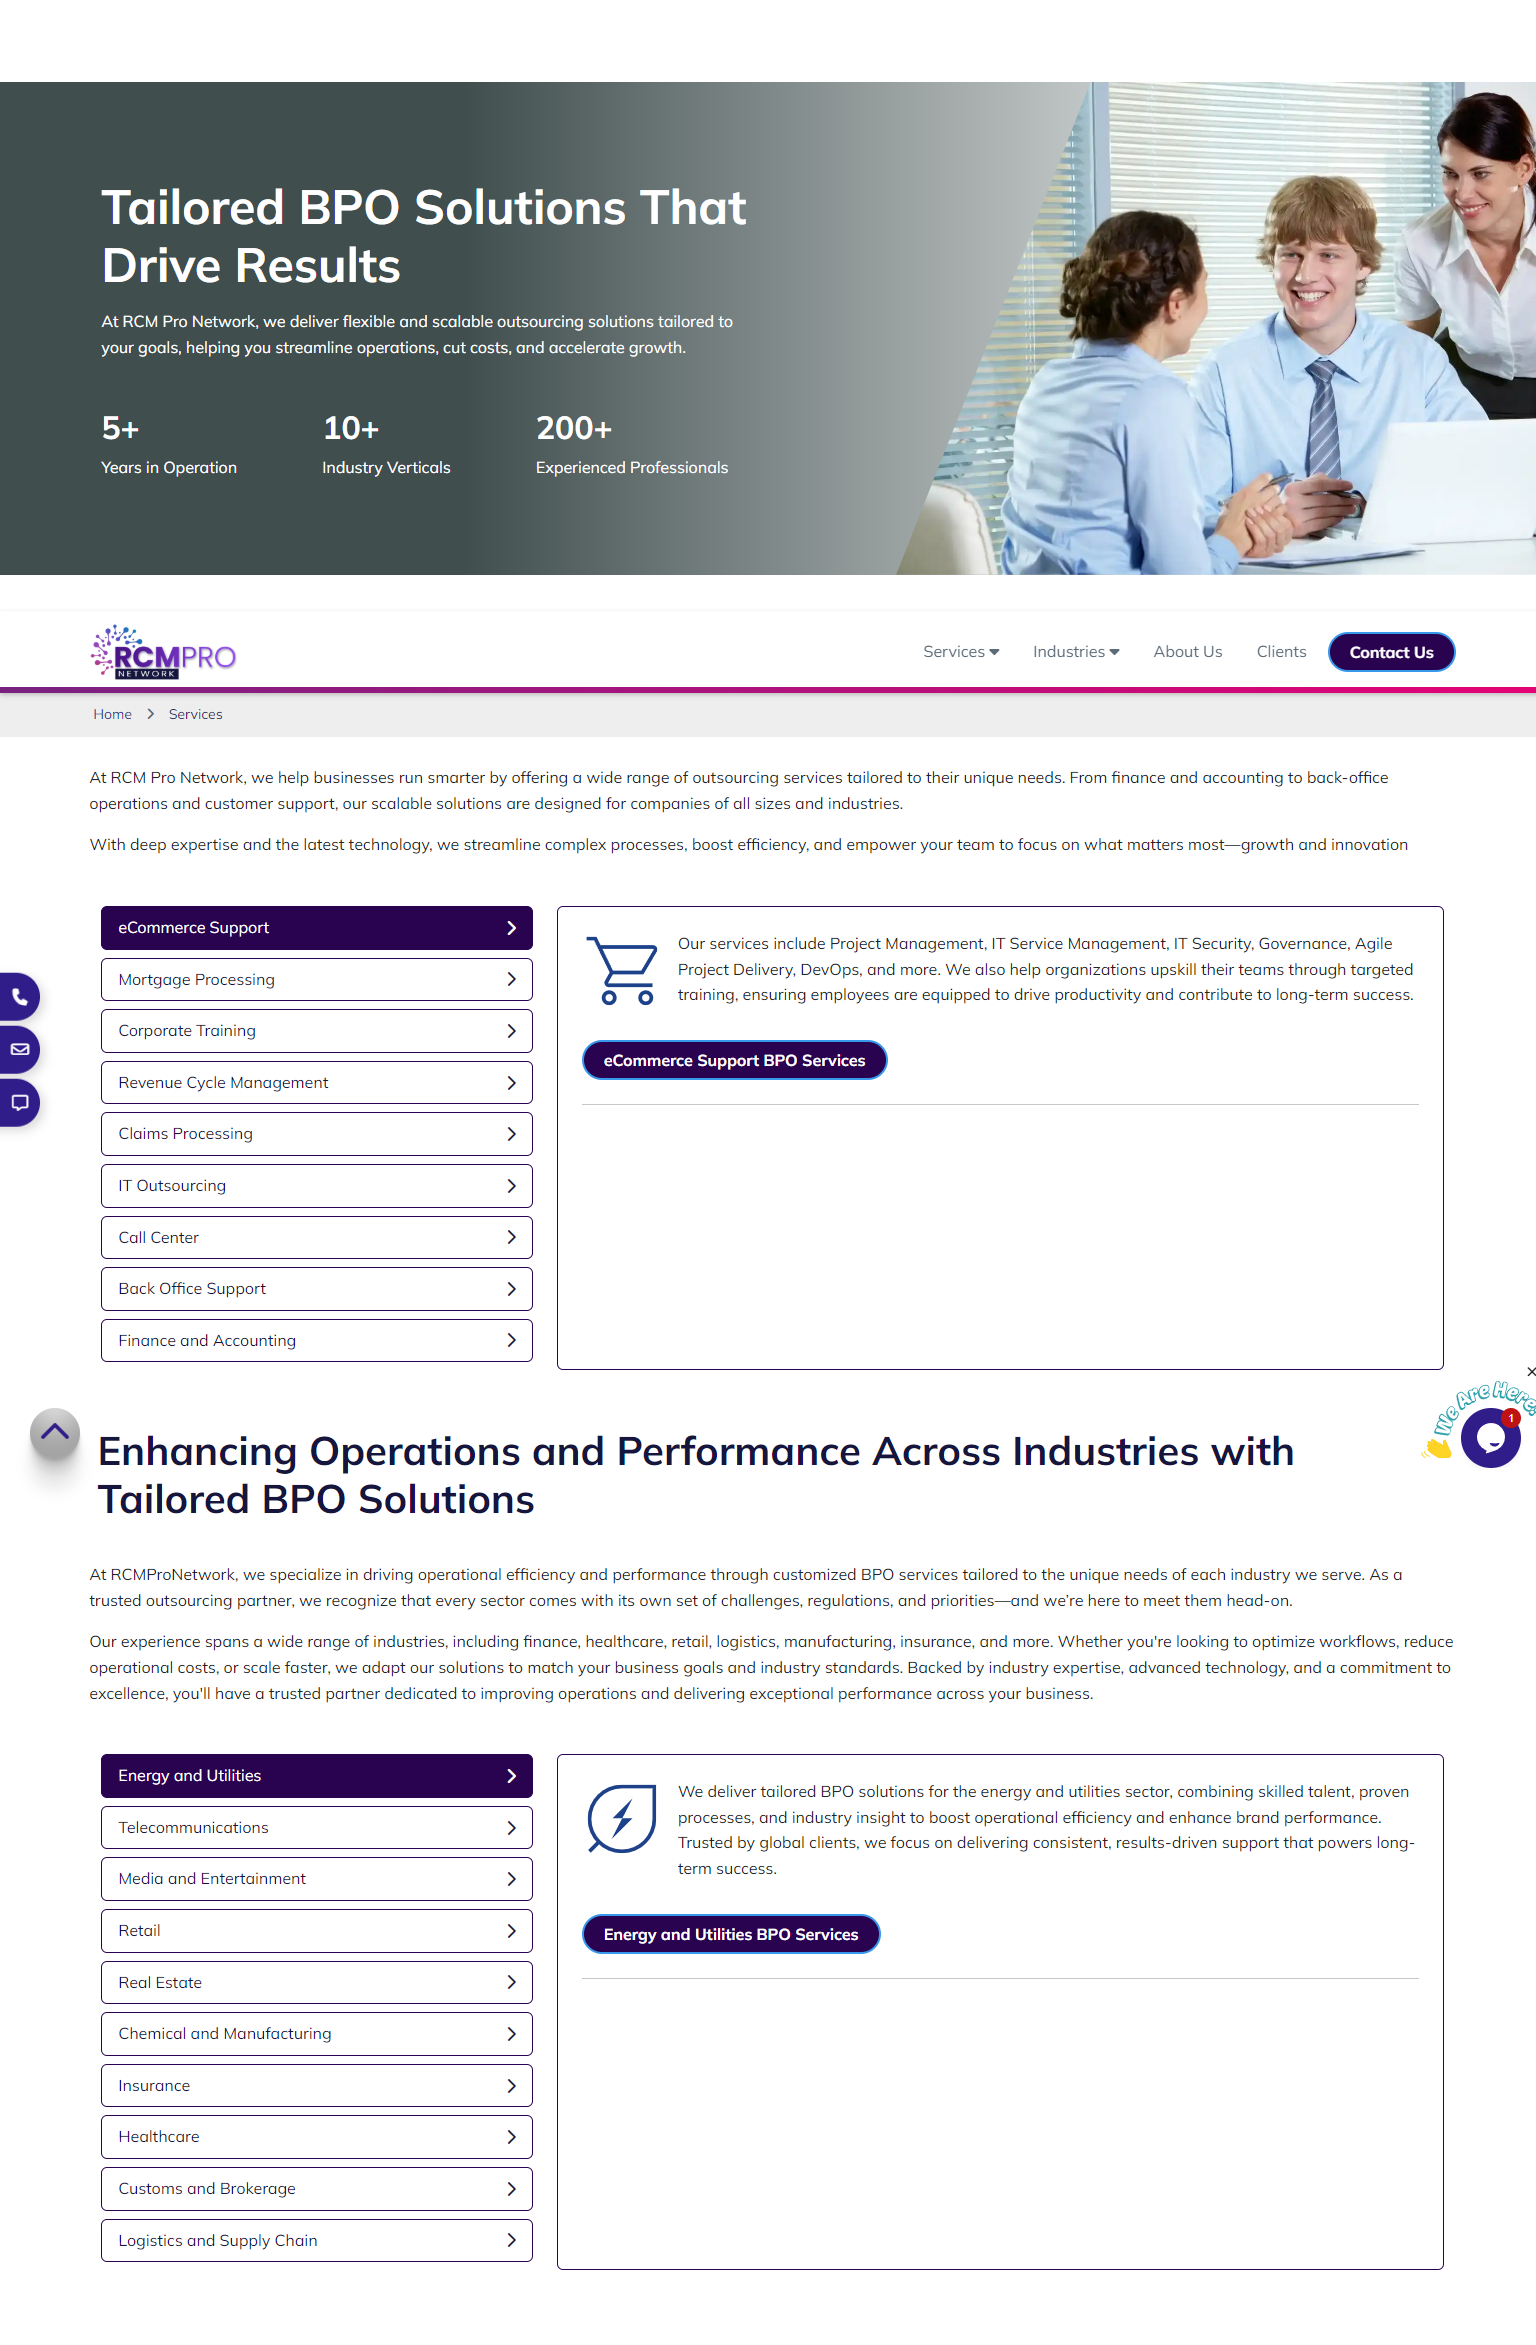 Tailored BPO Solutions That
Drive Results
At RCM Pro Network, we deliver flexible and scalable outsourcing solutions tailored to
your goals, helping you streamline operations, cut costs, and accelerate growth.
5+
Years in Operation
10+
Industry Verticals
200+
Experienced Professionals
RCMPRO
NETWORK
Services
Industries
About Us
Clients
Contact Us
Home
Services
At RCM Pro Network, we help businesses run smarter by offering a wide range of outsourcing services tailored to their unique needs. From finance and accounting to back-office
operations and customer support, our scalable solutions are designed for companies of all sizes and industries.
With deep expertise and the latest technology, we streamline complex processes, boost efficiency, and empower your team to focus on what matters most—growth and innovation
eCommerce Support
Mortgage Processing
Corporate Training
Revenue Cycle Management
Claims Processing
IT Outsourcing
Call Center
Back Office Support
Finance and Accounting
Our services include Project Management, IT Service Management, IT Security, Governance, Agile
Project Delivery, DevOps, and more. We also help organizations upskill their teams through targeted
training, ensuring employees are equipped to drive productivity and contribute to long-term success.
eCommerce Support BPO Services
We Are Here!
1
Enhancing Operations and Performance Across Industries with
Tailored BPO Solutions
At RCMProNetwork, we specialize in driving operational efficiency and performance through customized BPO services tailored to the unique needs of each industry we serve. As a
trusted outsourcing partner, we recognize that every sector comes with its own set of challenges, regulations, and priorities—and we're here to meet them head-on.
Our experience spans a wide range of industries, including finance, healthcare, retail, logistics, manufacturing, insurance, and more. Whether you're looking to optimize workflows, reduce
operational costs, or scale faster, we adapt our solutions to match your business goals and industry standards. Backed by industry expertise, advanced technology, and a commitment to
excellence, you'll have a trusted partner dedicated to improving operations and delivering exceptional performance across your business.
Energy and Utilities
Telecommunications
Media and Entertainment
Retail
Real Estate
Chemical and Manufacturing
Insurance
Healthcare
Customs and Brokerage
Logistics and Supply Chain
We deliver tailored BPO solutions for the energy and utilities sector, combining skilled talent, proven
processes, and industry insight to boost operational efficiency and enhance brand performance.
Trusted by global clients, we focus on delivering consistent, results-driven support that powers long-
term success.
Energy and Utilities BPO Services